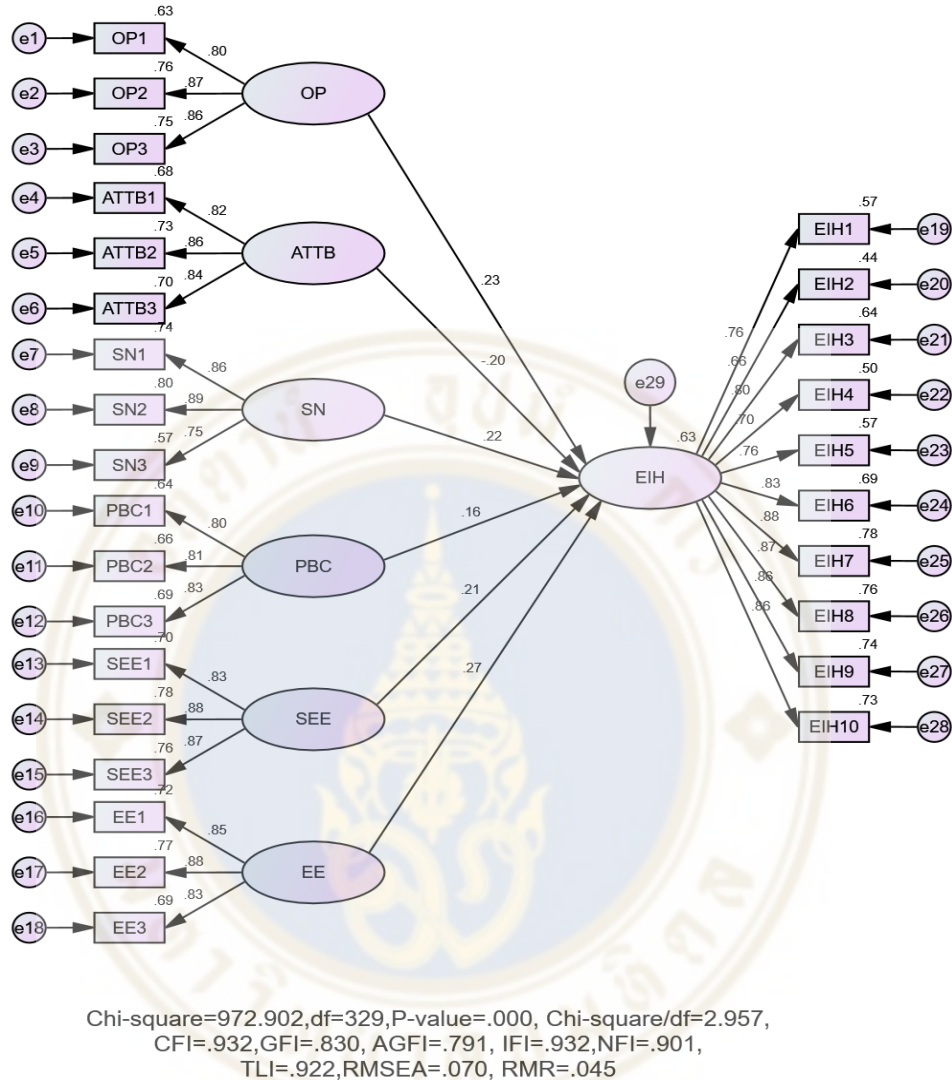 .63
e1 OP1 .80
.76
e2 OP2 .87 OP
.75 .86
e3 OP3
.68
e4 ATTB1 .82
.73
e5 ATTB2 .86 ATTB
.70 .84
e6 ATTB3
.74
e7 SN1 .86
.80
e8 SN2 .89 SN
.57 .75
e9 SN3
.64
e10 PBC1 .80
.66
e11 PBC2 .81 PBC
.69 .83
e12 PBC3
.70
e13 SEE1 .83
.78
e14 SEE2 .88 SEE
.76 .87
e15 SEE3
.72
e16 EE1 .85
.77
e17 EE2 .88 EE
.69 .83
e18 EE3
.23
-.20
.22
.16
.21
.27
e29
.63
EIH
.76
.66
.80
.70
.76
.83
.88
.87
.86
.86
.57
EIH1 e19
.44
EIH2 e20
.64
EIH3 e21
.50
EIH4 e22
.57
EIH5 e23
.69
EIH6 e24
.78
EIH7 e25
.76
EIH8 e26
.74
EIH9 e27
.73
EIH10 e28
Chi-square=972.902,df=329,P-value=.000, Chi-square/df=2.957,
CFI=.932,GFI=.830, AGFI=.791, IFI=.932,NFI=.901,
TLI=.922,RMSEA=.070, RMR=.045